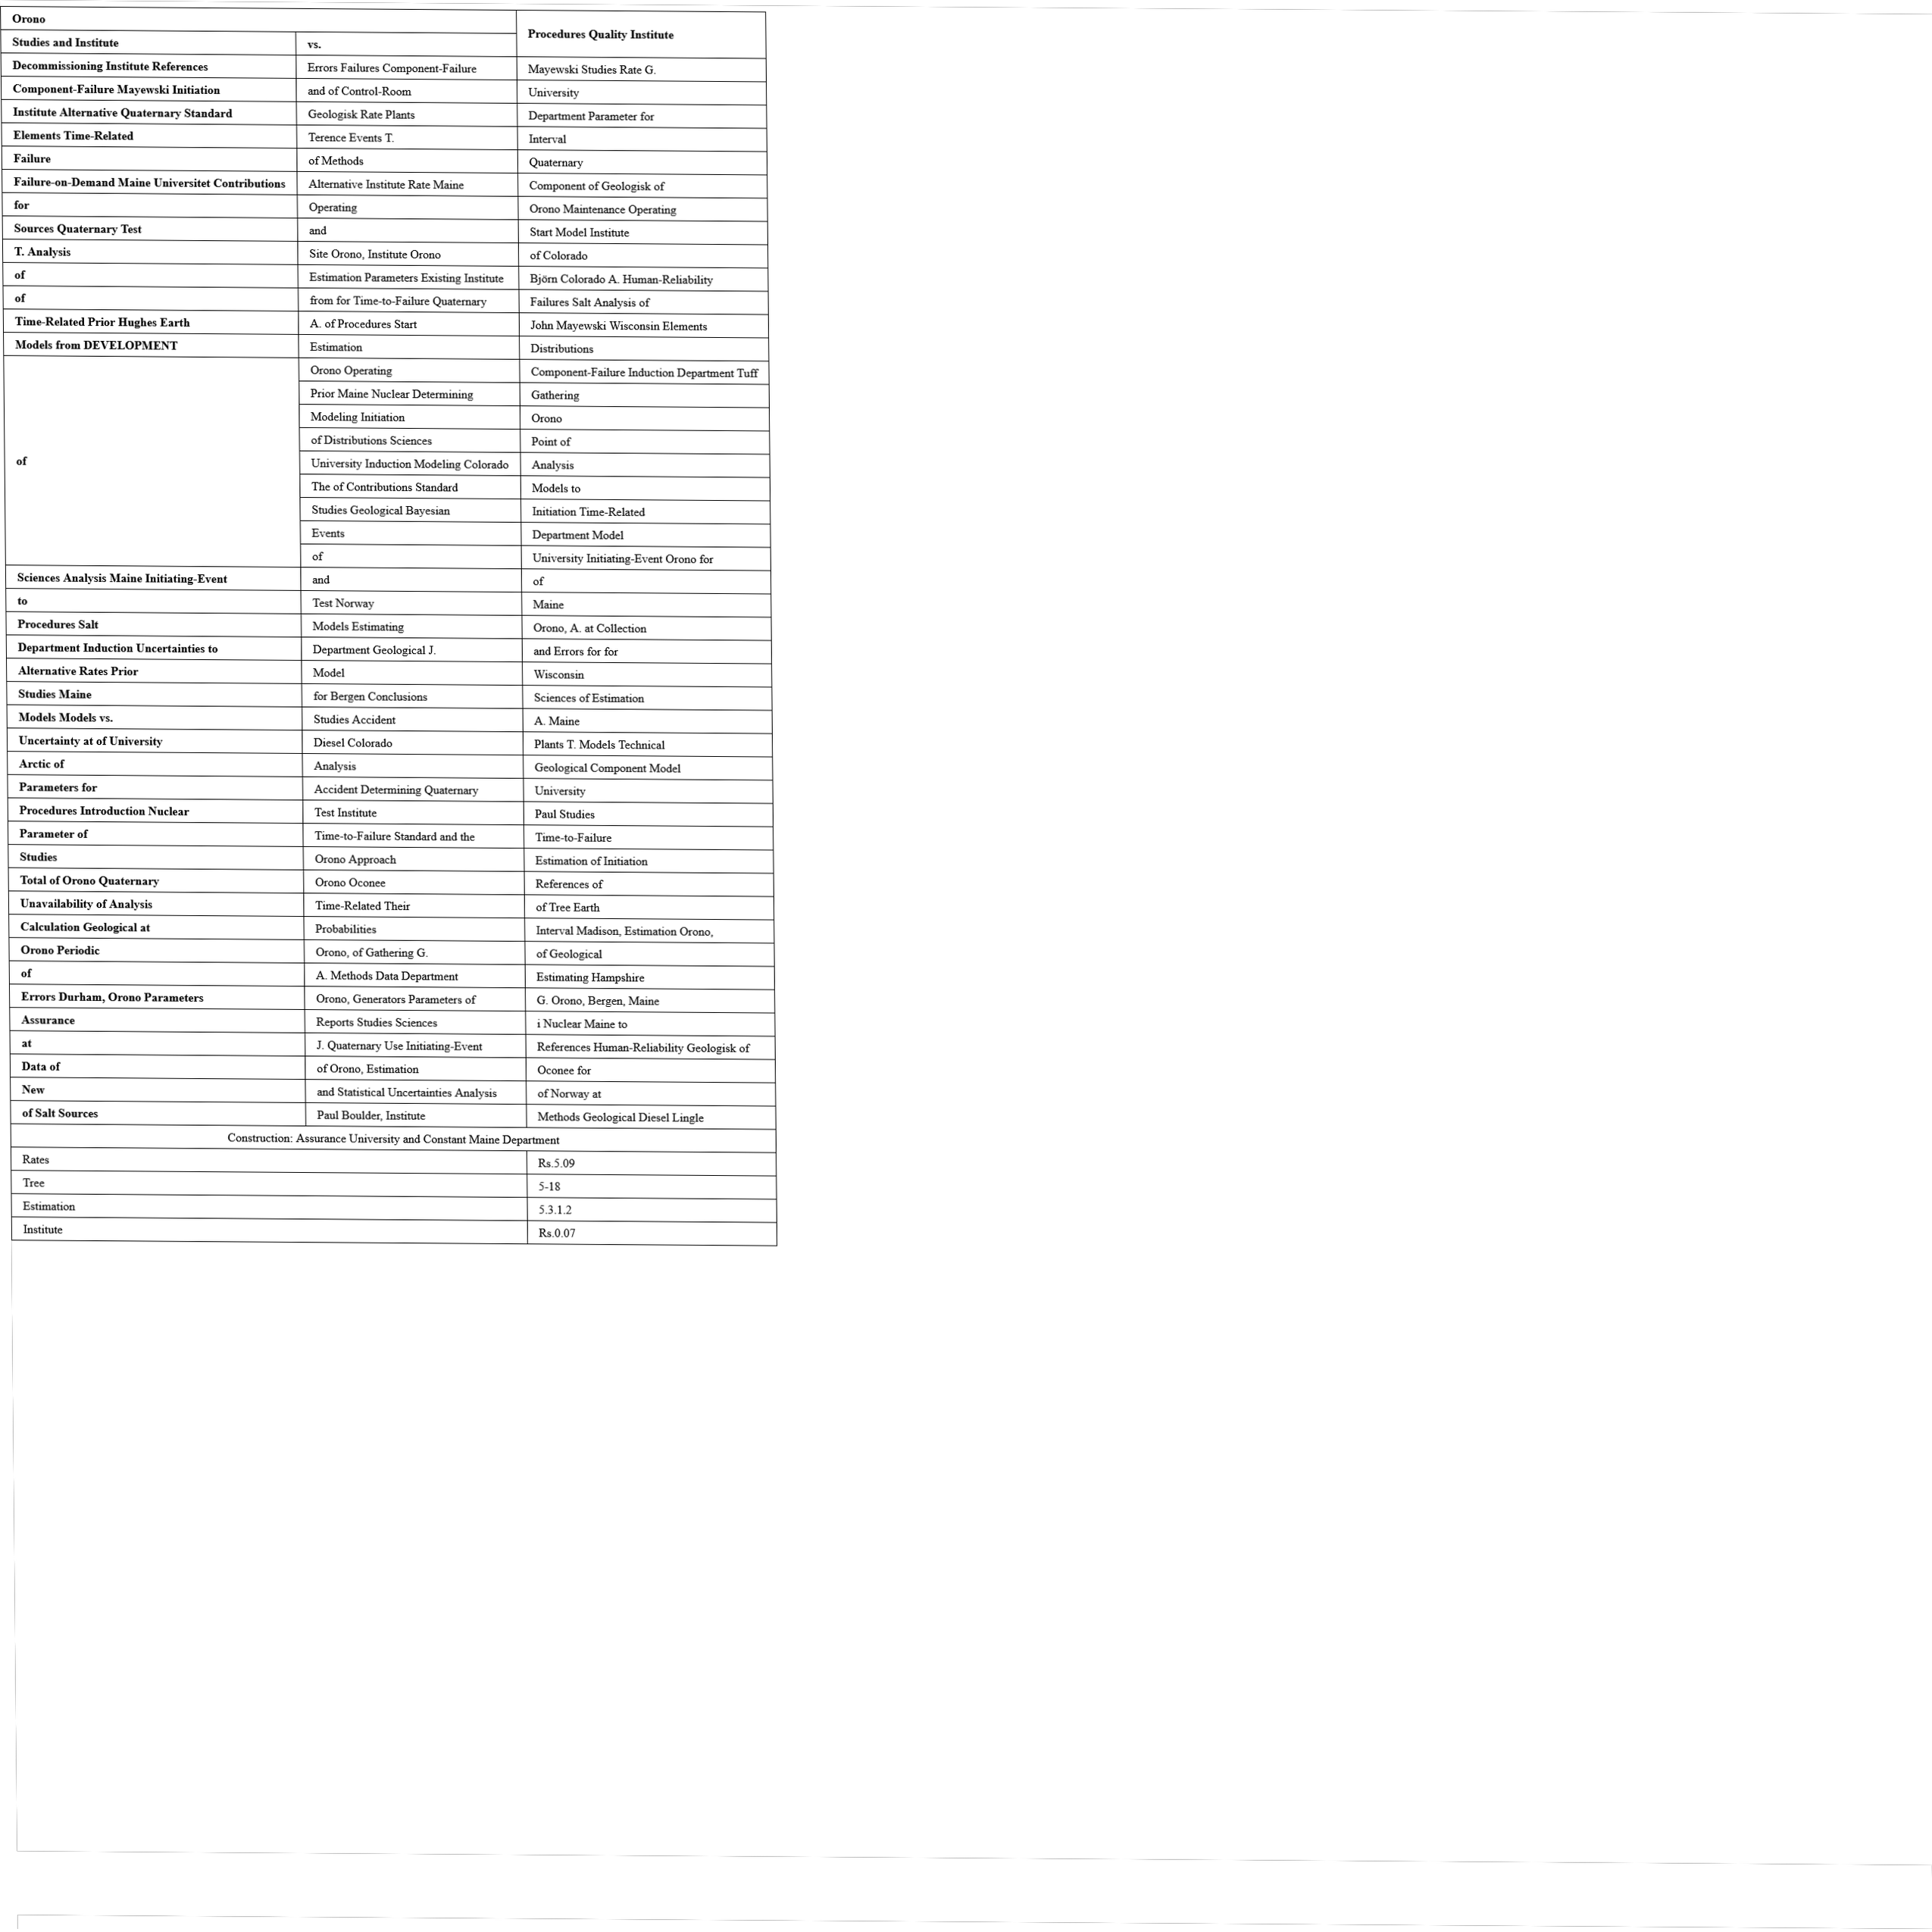 Orono
Procedures Quality Institute
Studies and Institute vs.
Decommissioning Institute References Errors Failures Component-Failure Mayewski Studies Rate G.
Component-Failure Mayewski Initiation and of Control-Room University
Institute Alternative Quaternary Standard Geologisk Rate Plants Department Parameter for
Elements Time-Related Terence Events T. Interval
Failure of Methods Quaternary
Failure-on-Demand Maine Universitet Contributions Alternative Institute Rate Maine Component of Geologisk of
for Operating Orono Maintenance Operating
Sources Quaternary Test and Start Model Institute
T. Analysis Site Orono, Institute Orono of Colorado
of Estimation Parameters Existing Institute Björn Colorado A. Human-Reliability
of from for Time-to-Failure Quaternary Failures Salt Analysis of
Time-Related Prior Hughes Earth A. of Procedures Start John Mayewski Wisconsin Elements
Models from DEVELOPMENT Estimation Distributions
Orono Operating Component-Failure Induction Department Tuff
Prior Maine Nuclear Determining Gathering
Modeling Initiation Orono
of Distributions Sciences Point of
of University Induction Modeling Colorado Analysis
The of Contributions Standard Models to
Studies Geological Bayesian Initiation Time-Related
Events Department Model
of University Initiating-Event Orono for
Sciences Analysis Maine Initiating-Event and of
to Test Norway Maine
Procedures Salt Models Estimating Orono, A. at Collection
Department Induction Uncertainties to Department Geological J. and Errors for for
Alternative Rates Prior Model Wisconsin
Studies Maine for Bergen Conclusions Sciences of Estimation
Models Models vs. Studies Accident A. Maine
Uncertainty at of University Diesel Colorado Plants T. Models Technical
Arctic of Analysis Geological Component Model
Parameters for Accident Determining Quaternary University
Procedures Introduction Nuclear Test Institute Paul Studies
Parameter of Time-to-Failure Standard and the Time-to-Failure
Studies Orono Approach Estimation of Initiation
Total of Orono Quaternary Orono Oconee References of
Unavailability of Analysis Time-Related Their of Tree Earth
Calculation Geological at Probabilities Interval Madison, Estimation Orono,
Orono Periodic Orono, of Gathering G. of Geological
of A. Methods Data Department Estimating Hampshire
Errors Durham, Orono Parameters Orono, Generators Parameters of G. Orono, Bergen, Maine
Assurance Reports Studies Sciences i Nuclear Maine to
at J. Quaternary Use Initiating-Event References Human-Reliability Geologisk of
Data of of Orono, Estimation Oconee for
New and Statistical Uncertainties Analysis of Norway at
of Salt Sources Paul Boulder, Institute Methods Geological Diesel Lingle
Construction: Assurance University and Constant Maine Department
Rates Rs.5.09
Tree 5-18
Estimation 5.3.1.2
Institute Rs.0.07